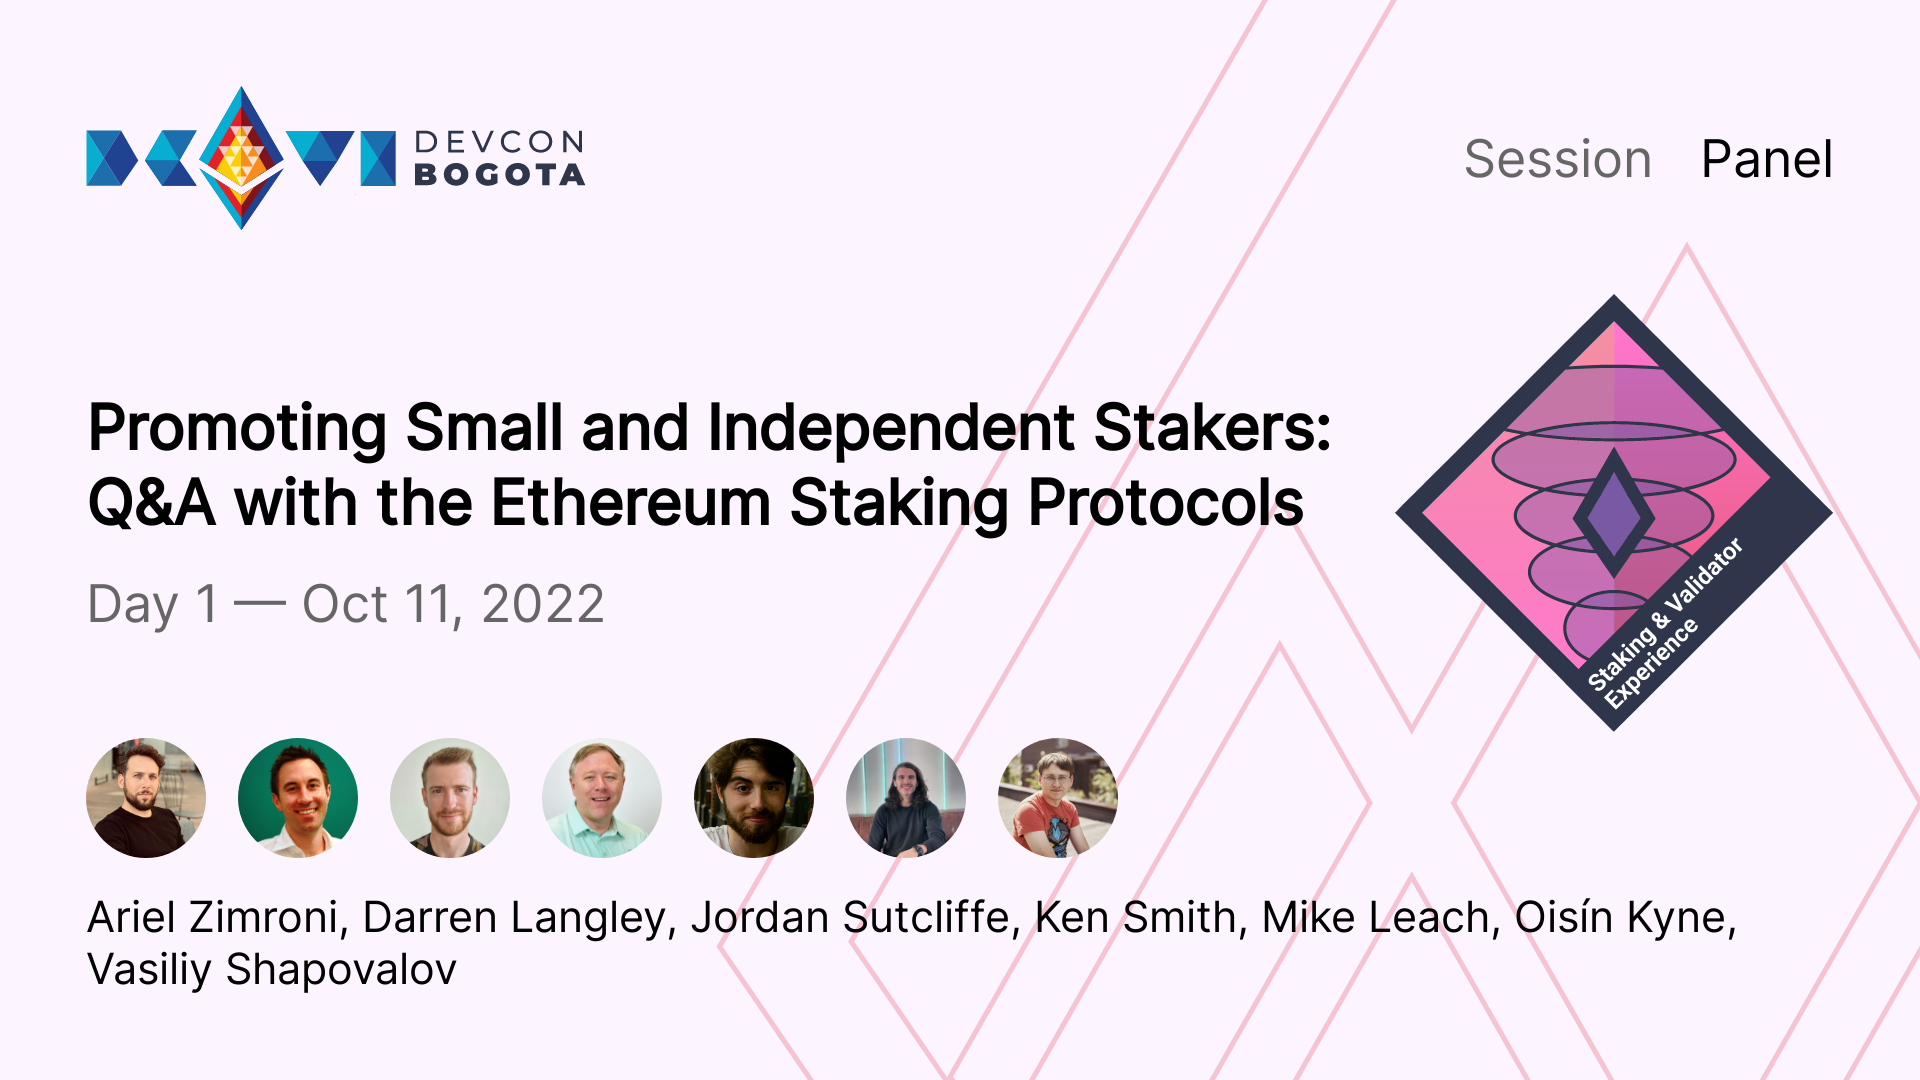 DEVCON
BOGOTA
Session Panel
Promoting Small and Independent Stakers:
Q&A with the Ethereum Staking Protocols
Day 1 — Oct 11, 2022
Staking & Validator
Experience
Ariel Zimroni, Darren Langley, Jordan Sutcliffe, Ken Smith, Mike Leach, Oisín Kyne,
Vasiliy Shapovalov